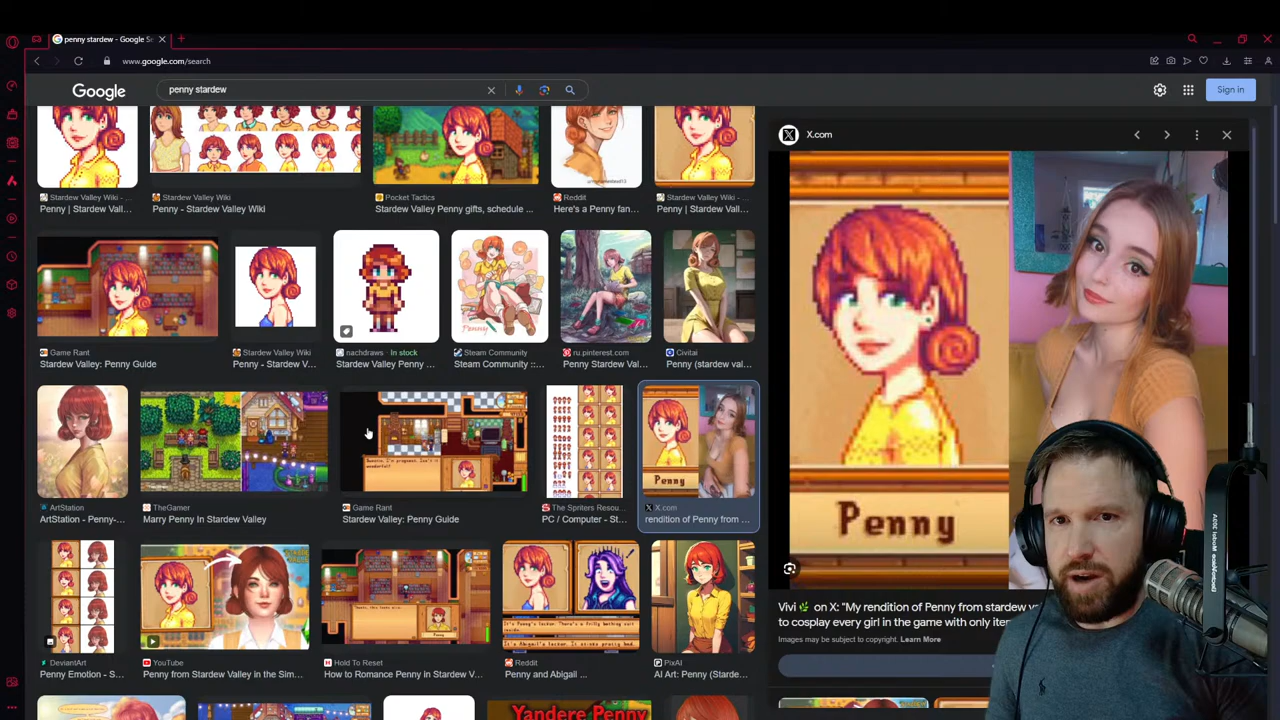 penny stardew - Google Se
www.google.com/search
Google
penny stardew
Sign in
X.com
Stardew Valley Wiki - ...
Penny | Stardew Vall...
Stardew Valley Wiki
Penny - Stardew Valley Wiki
Pocket Tactics
Stardew Valley Penny gifts, schedule ...
Reddit
Here's a Penny fan...
Stardew Valley Wiki - ...
Penny | Stardew Vall...
Game Rant
Stardew Valley: Penny Guide
Stardew Valley Wiki
Penny - Stardew V...
nachdraws · In stock
Stardew Valley Penny ...
Penny
Steam Community
Steam Community :: ...
ru.pinterest.com
Penny Stardew Val...
Civitai
Penny (stardew val...
ArtStation
ArtStation - Penny-...
TheGamer
Marry Penny In Stardew Valley
Game Rant
Stardew Valley: Penny Guide
The Spriters Resou...
PC / Computer - St...
Penny
X.com
rendition of Penny from ...
Penny
Vivi🌿 on X: "My rendition of Penny from stardew v
to cosplay every girl in the game with only iter
Images may be subject to copyright. Learn More
DeviantArt
Penny Emotion - S...
YouTube
Penny from Stardew Valley in the Sim...
Hold To Reset
How to Romance Penny in Stardew V...
Reddit
Penny and Abigail ...
PixAI
AI Art: Penny (Starde...
Yandere Penny